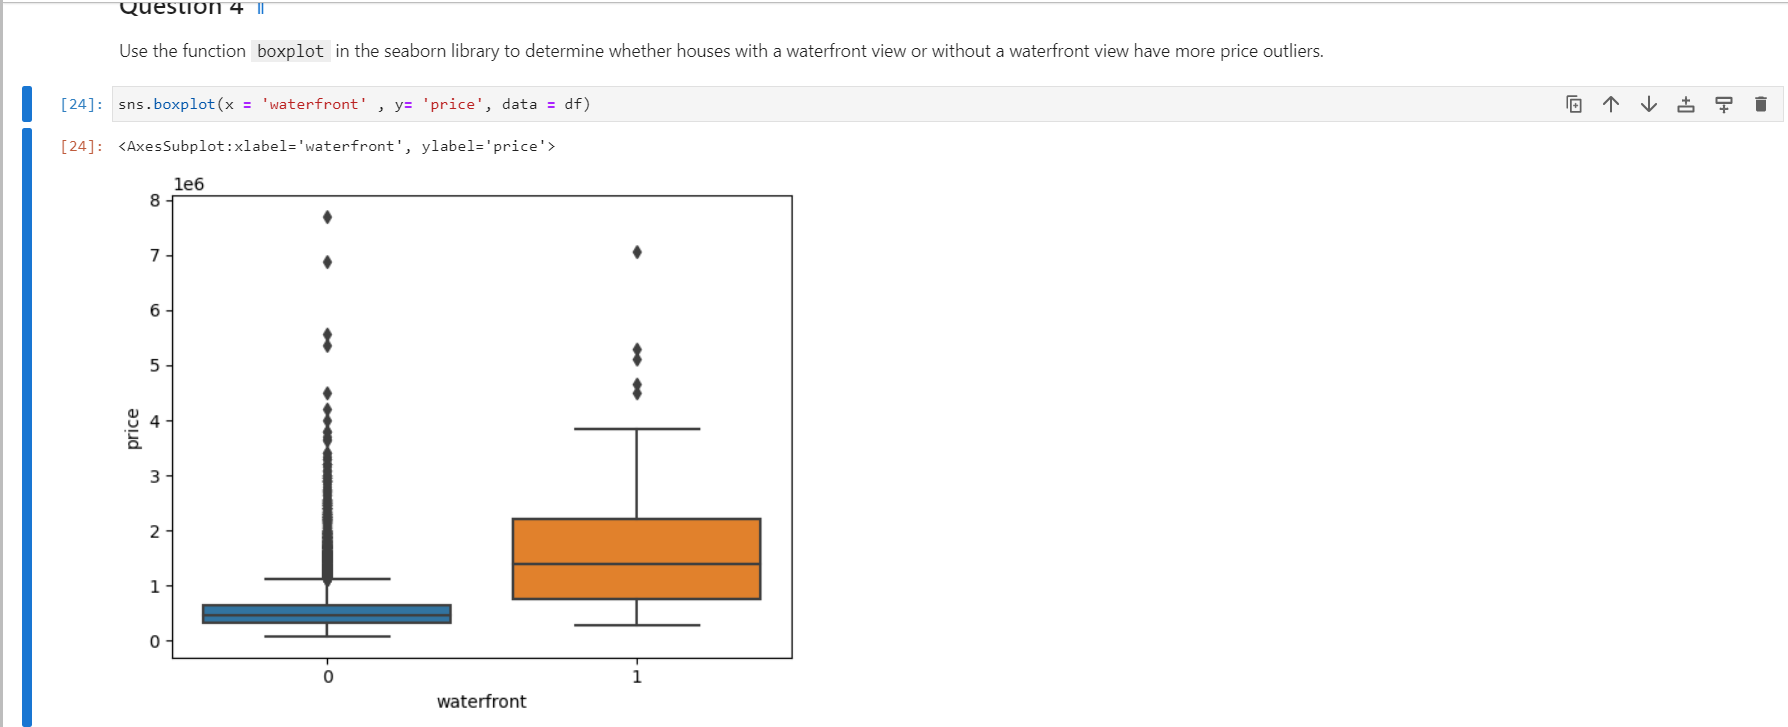 Question 4
Use the function boxplot in the seaborn library to determine whether houses with a waterfront view or without a waterfront view have more price outliers.
[24]: sns.boxplot(x = 'waterfront' , y= 'price', data = df)
[24]: <AxesSubplot:xlabel='waterfront', ylabel='price'>
1e6
8
7
6
5
4
3
2
1
0
price
0 1
waterfront